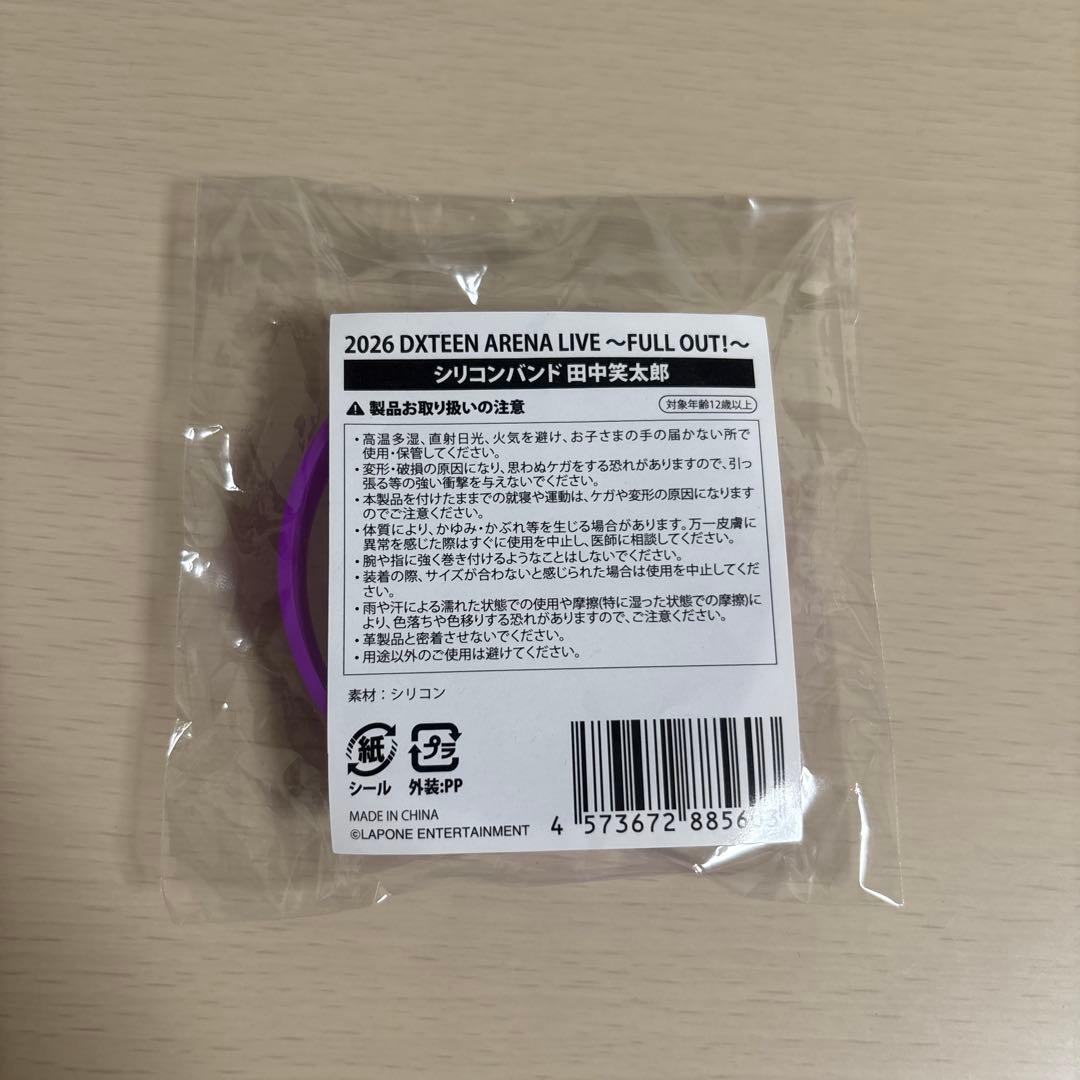 2026 DXTEEN ARENA LIVE 〜FULL OUT!〜
シリコンバンド 田中笑太郎
製品お取り扱いの注意
対象年齢12歳以上
・高温多湿、直射日光、火気を避け、お子さまの手の届かない所で
使用・保管してください。
・変形・破損の原因になり、思わぬケガをする恐れがありますので、引っ
張る等の強い衝撃を与えないでください。
・本製品を付けたままでの就寝や運動は、ケガや変形の原因になります
のでご注意ください。
・体質により、かゆみ・かぶれ等を生じる場合があります。万一皮膚に
異常を感じた際はすぐに使用を中止し、医師に相談してください。
・腕や指に強く巻き付けるようなことはしないでください。
・装着の際、サイズが合わないと感じられた場合は使用を中止してくだ
さい。
・雨や汗による濡れた状態での使用や摩擦(特に湿った状態での摩擦)に
より、色落ちや色移りする恐れがありますので、ご注意ください。
・革製品と密着させないでください。
・用途以外のご使用は避けてください。
素材：シリコン
紙
プラ
シール
外装:PP
MADE IN CHINA
©LAPONE ENTERTAINMENT
4 573672 885603